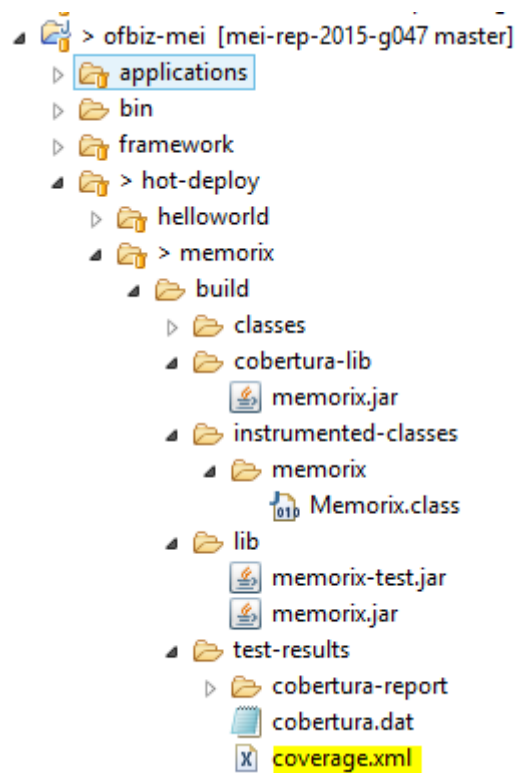 > ofbiz-mei [mei-rep-2015-g047 master]
applications
bin
framework
> hot-deploy
helloworld
> memorix
build
classes
cobertura-lib
memorix.jar
instrumented-classes
memorix
Memorix.class
lib
memorix-test.jar
memorix.jar
test-results
cobertura-report
cobertura.dat
coverage.xml